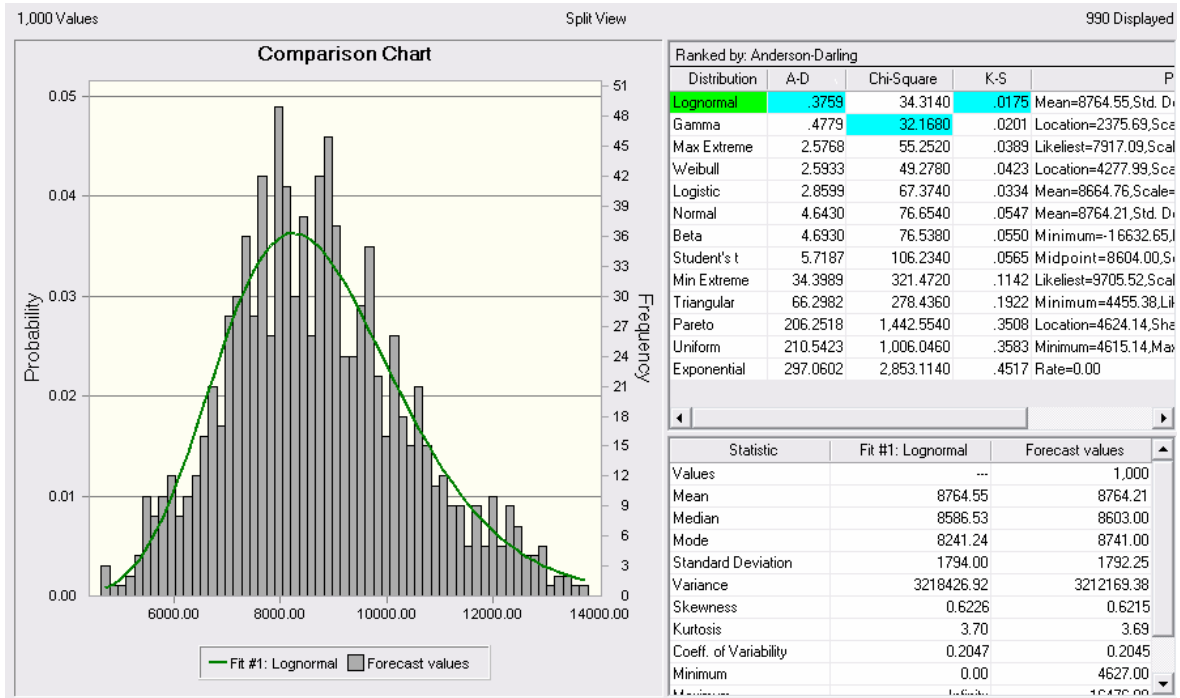 1,000 Values Split View 990 Displayed
Comparison Chart
Probability
0.05
0.04
0.03
0.02
0.01
0.00
51
48
45
42
39
36
33
30
27
24
21
18
15
12
9
6
3
0
Frequency
6000.00 8000.00 10000.00 12000.00 14000.00
Fit #1: Lognormal Forecast values
Ranked by: Anderson-Darling
Distribution A-D Chi-Square K-S P
Lognormal .3759 34.3140 .0175 Mean=8764.55,Std. D
Gamma .4779 32.1680 .0201 Location=2375.69,Sca
Max Extreme 2.5768 55.2520 .0389 Likeliest=7917.09,Scal
Weibull 2.5933 49.2780 .0423 Location=4277.99,Sca
Logistic 2.8599 67.3740 .0334 Mean=8664.76,Scale=
Normal 4.6430 76.6540 .0547 Mean=8764.21,Std. D
Beta 4.6930 76.5380 .0550 Minimum=-16632.65,
Student's t 5.7187 106.2340 .0565 Midpoint=8604.00,S
Min Extreme 34.3989 321.4720 .1142 Likeliest=9705.52,Scal
Triangular 66.2982 278.4360 .1922 Minimum=4455.38,Li
Pareto 206.2518 1,442.5540 .3508 Location=4624.14,Sha
Uniform 210.5423 1,006.0460 .3583 Minimum=4615.14,Max
Exponential 297.0602 2,853.1140 .4517 Rate=0.00
Statistic Fit #1: Lognormal Forecast values
Values --- 1,000
Mean 8764.55 8764.21
Median 8586.53 8603.00
Mode 8241.24 8741.00
Standard Deviation 1794.00 1792.25
Variance 3218426.92 3212169.38
Skewness 0.6226 0.6215
Kurtosis 3.70 3.69
Coeff. of Variability 0.2047 0.2045
Minimum 0.00 4627.00